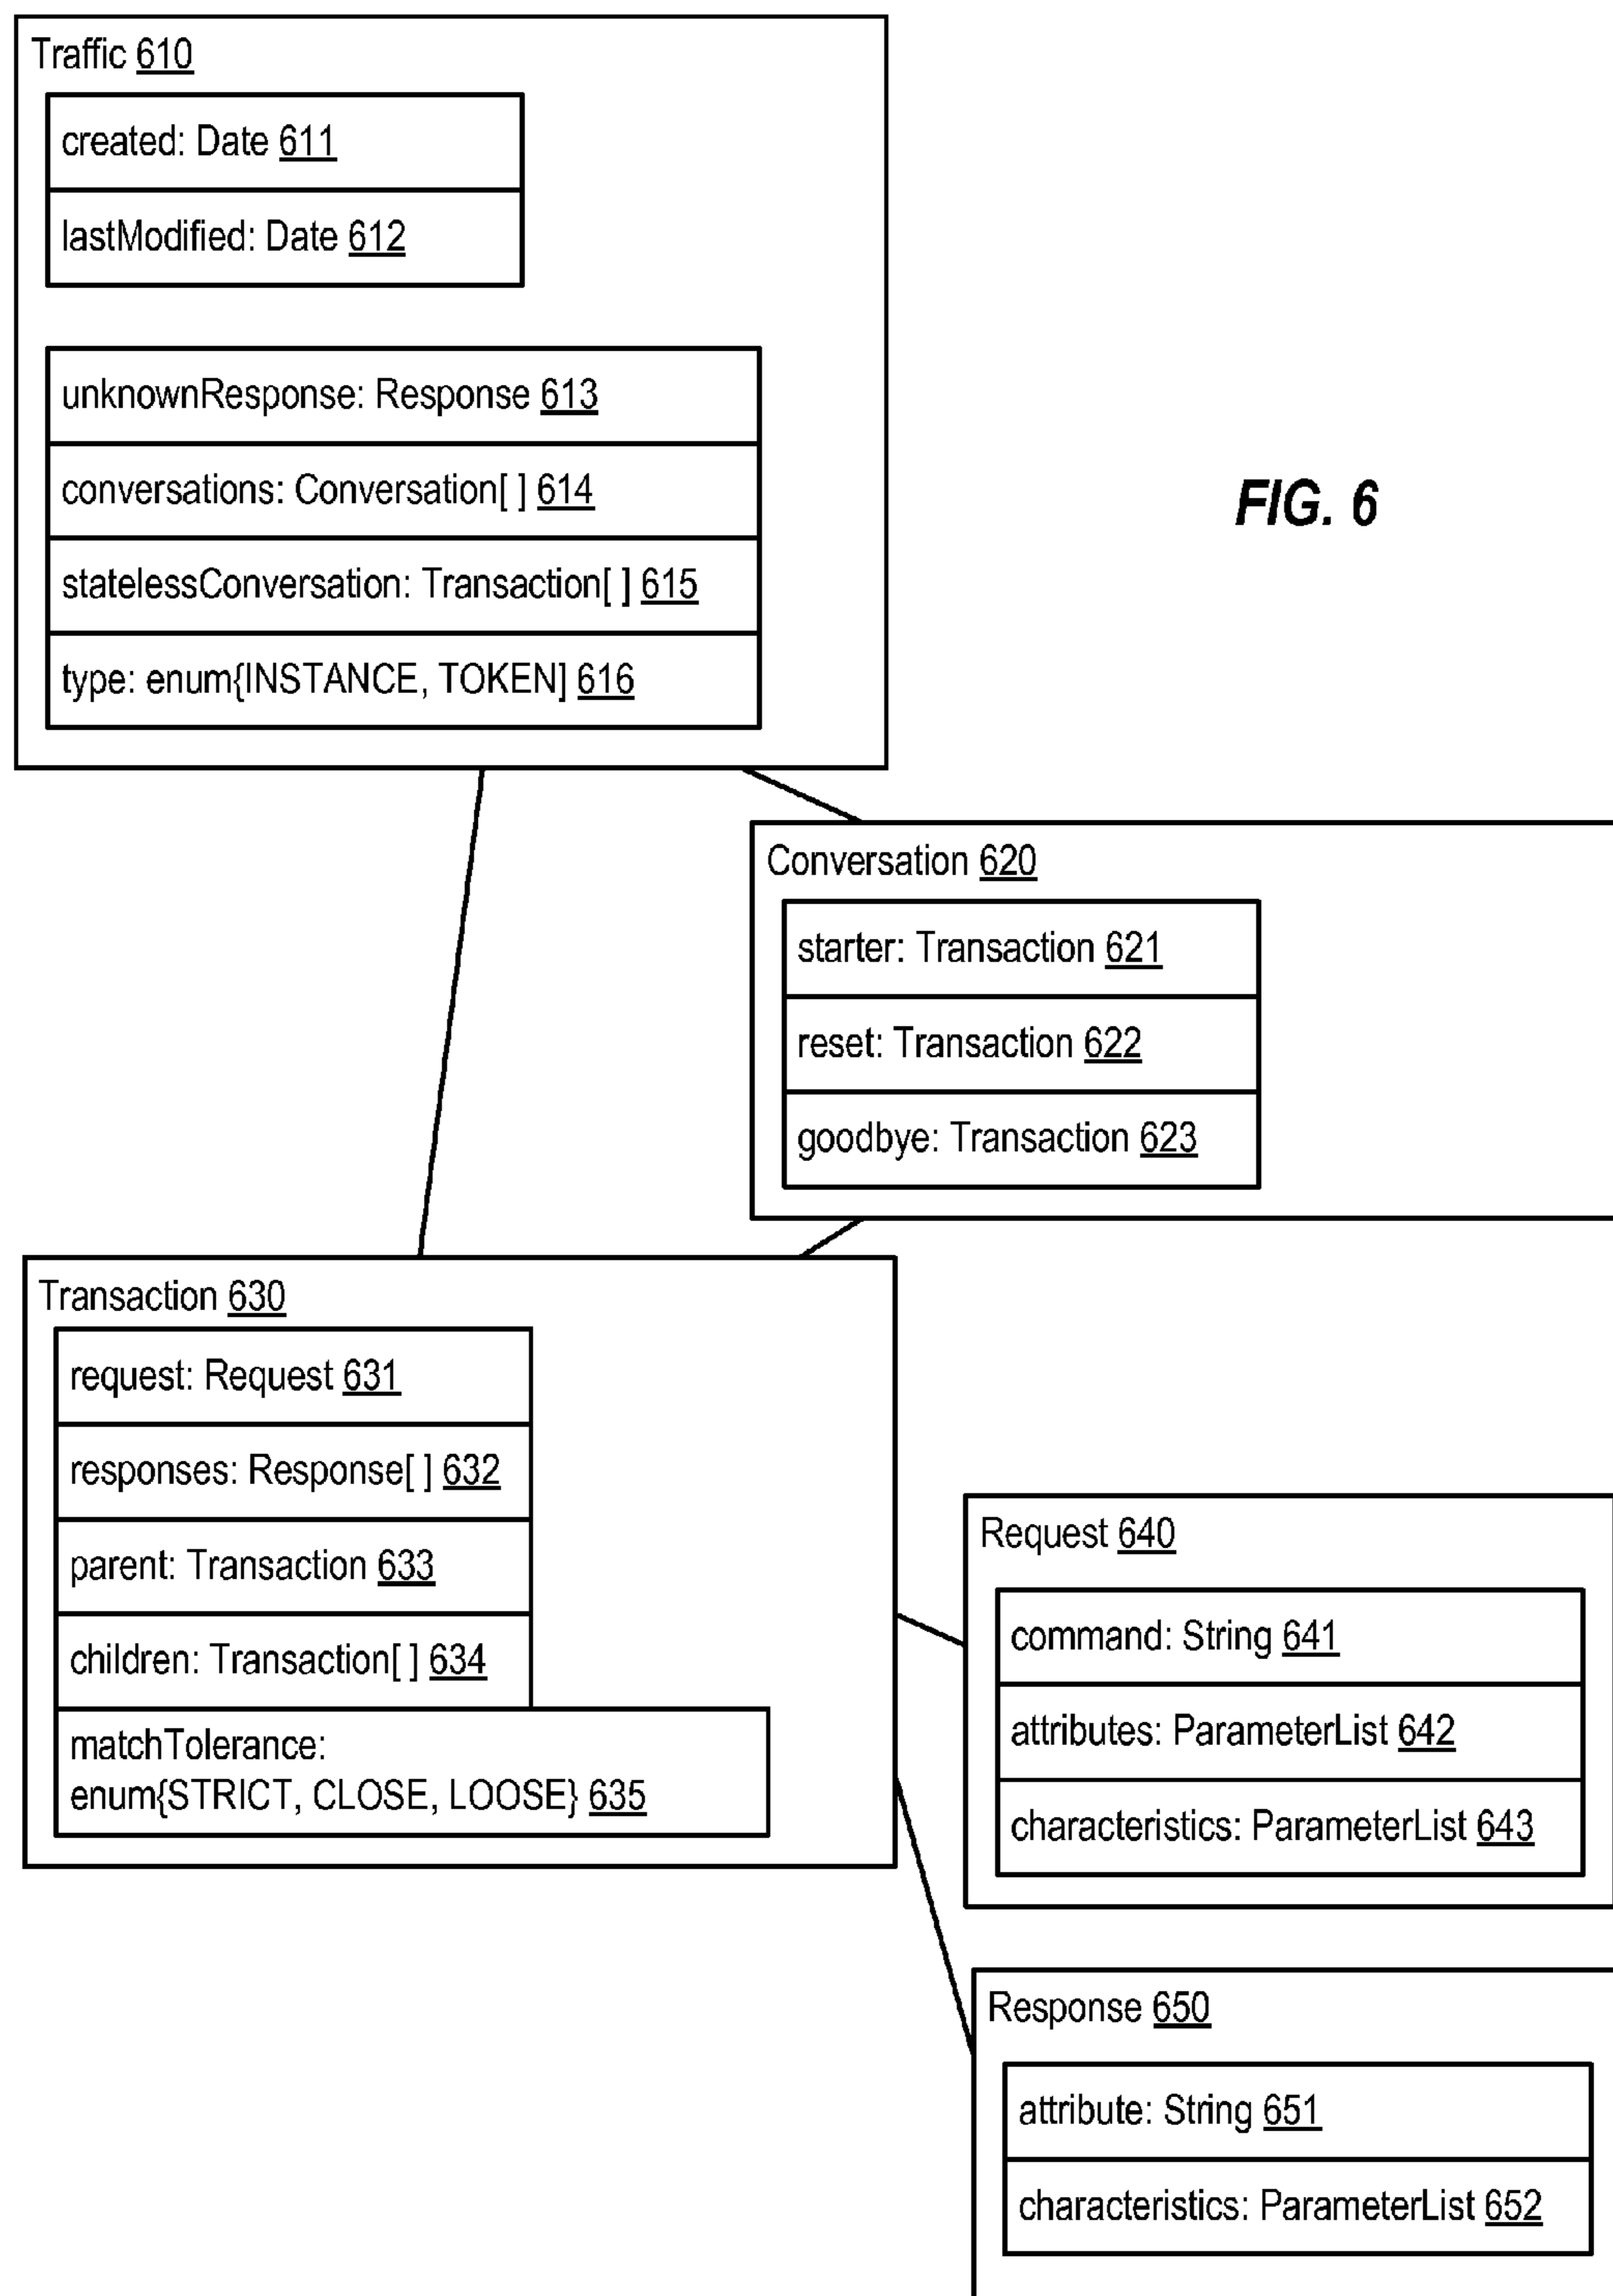 Traffic 610
created: Date 611
lastModified: Date 612
unknownResponse: Response 613
conversations: Conversation[ ] 614
statelessConversation: Transaction[ ] 615
type: enum{INSTANCE, TOKEN] 616
FIG. 6
Conversation 620
starter: Transaction 621
reset: Transaction 622
goodbye: Transaction 623
Transaction 630
request: Request 631
responses: Response[ ] 632
parent: Transaction 633
children: Transaction[ ] 634
matchTolerance:
enum{STRICT, CLOSE, LOOSE} 635
Request 640
command: String 641
attributes: ParameterList 642
characteristics: ParameterList 643
Response 650
attribute: String 651
characteristics: ParameterList 652